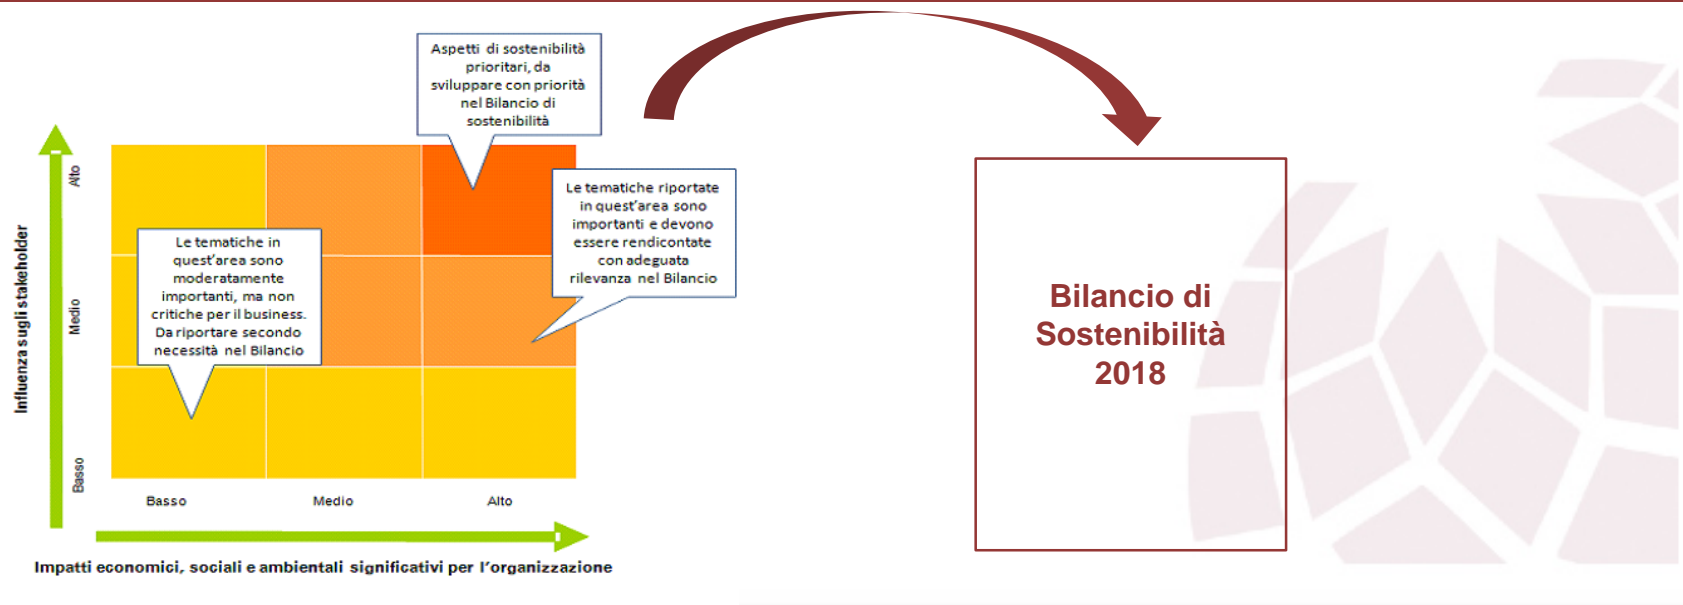 Aspetti di sostenibilità
prioritari, da
sviluppare con priorità
nel Bilancio di
sostenibilità
Le tematiche riportate
in quest'area sono
importanti e devono
essere rendicontate
con adeguata
rilevanza nel Bilancio
Le tematiche in
quest'area sono
moderatamente
importanti, ma non
critiche per il business.
Da riportare secondo
necessità nel Bilancio
Influenza sugli stakeholder
Alto
Medio
Basso
Basso
Medio
Alto
Impatti economici, sociali e ambientali significativi per l'organizzazione
Bilancio di
Sostenibilità
2018